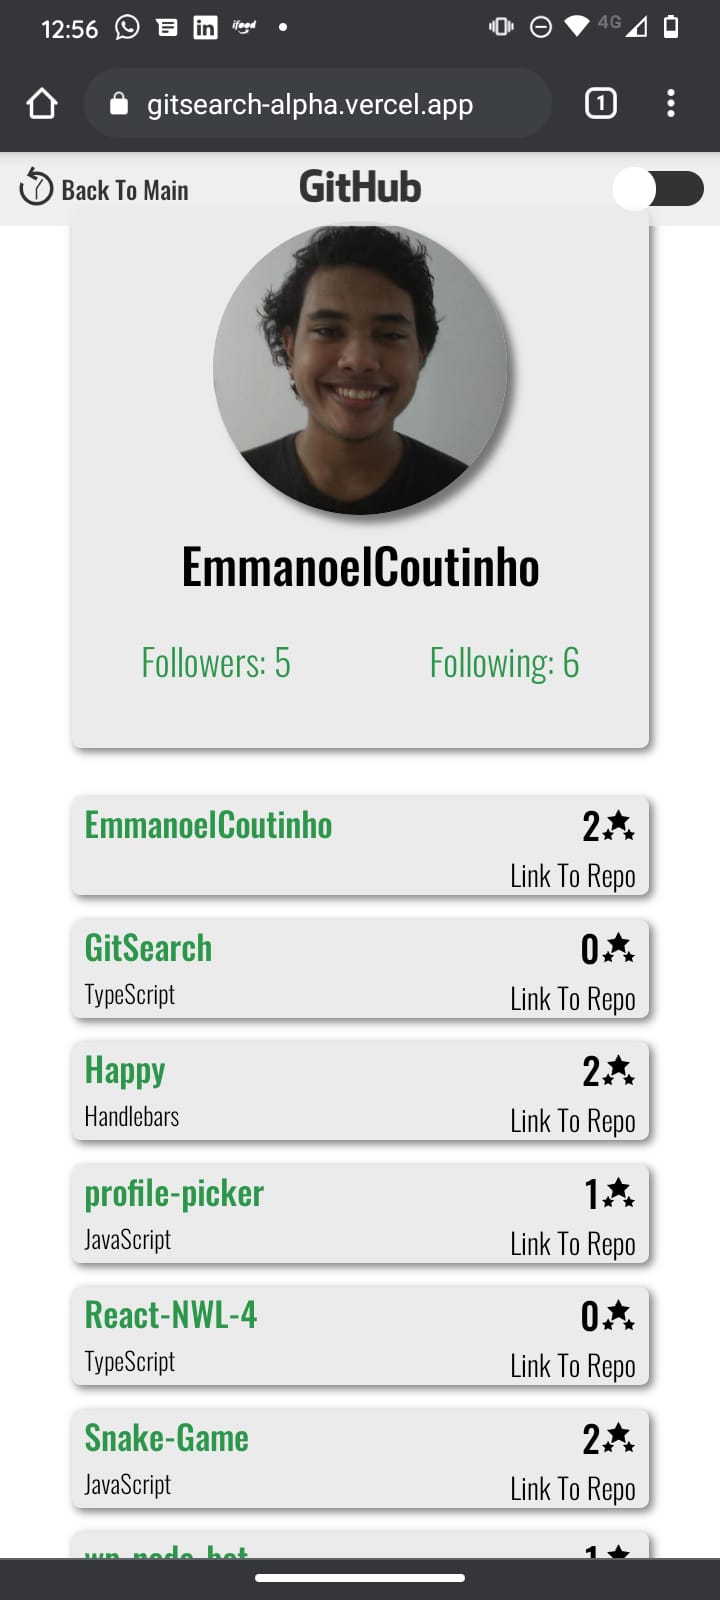 12:56 4G
gitsearch-alpha.vercel.app 1
Back To Main GitHub
EmmanoelCoutinho
Followers: 5 Following: 6
EmmanoelCoutinho 2
Link To Repo
GitSearch 0
TypeScript Link To Repo
Happy 2
Handlebars Link To Repo
profile-picker 1
JavaScript Link To Repo
React-NWL-4 0
TypeScript Link To Repo
Snake-Game 2
JavaScript Link To Repo